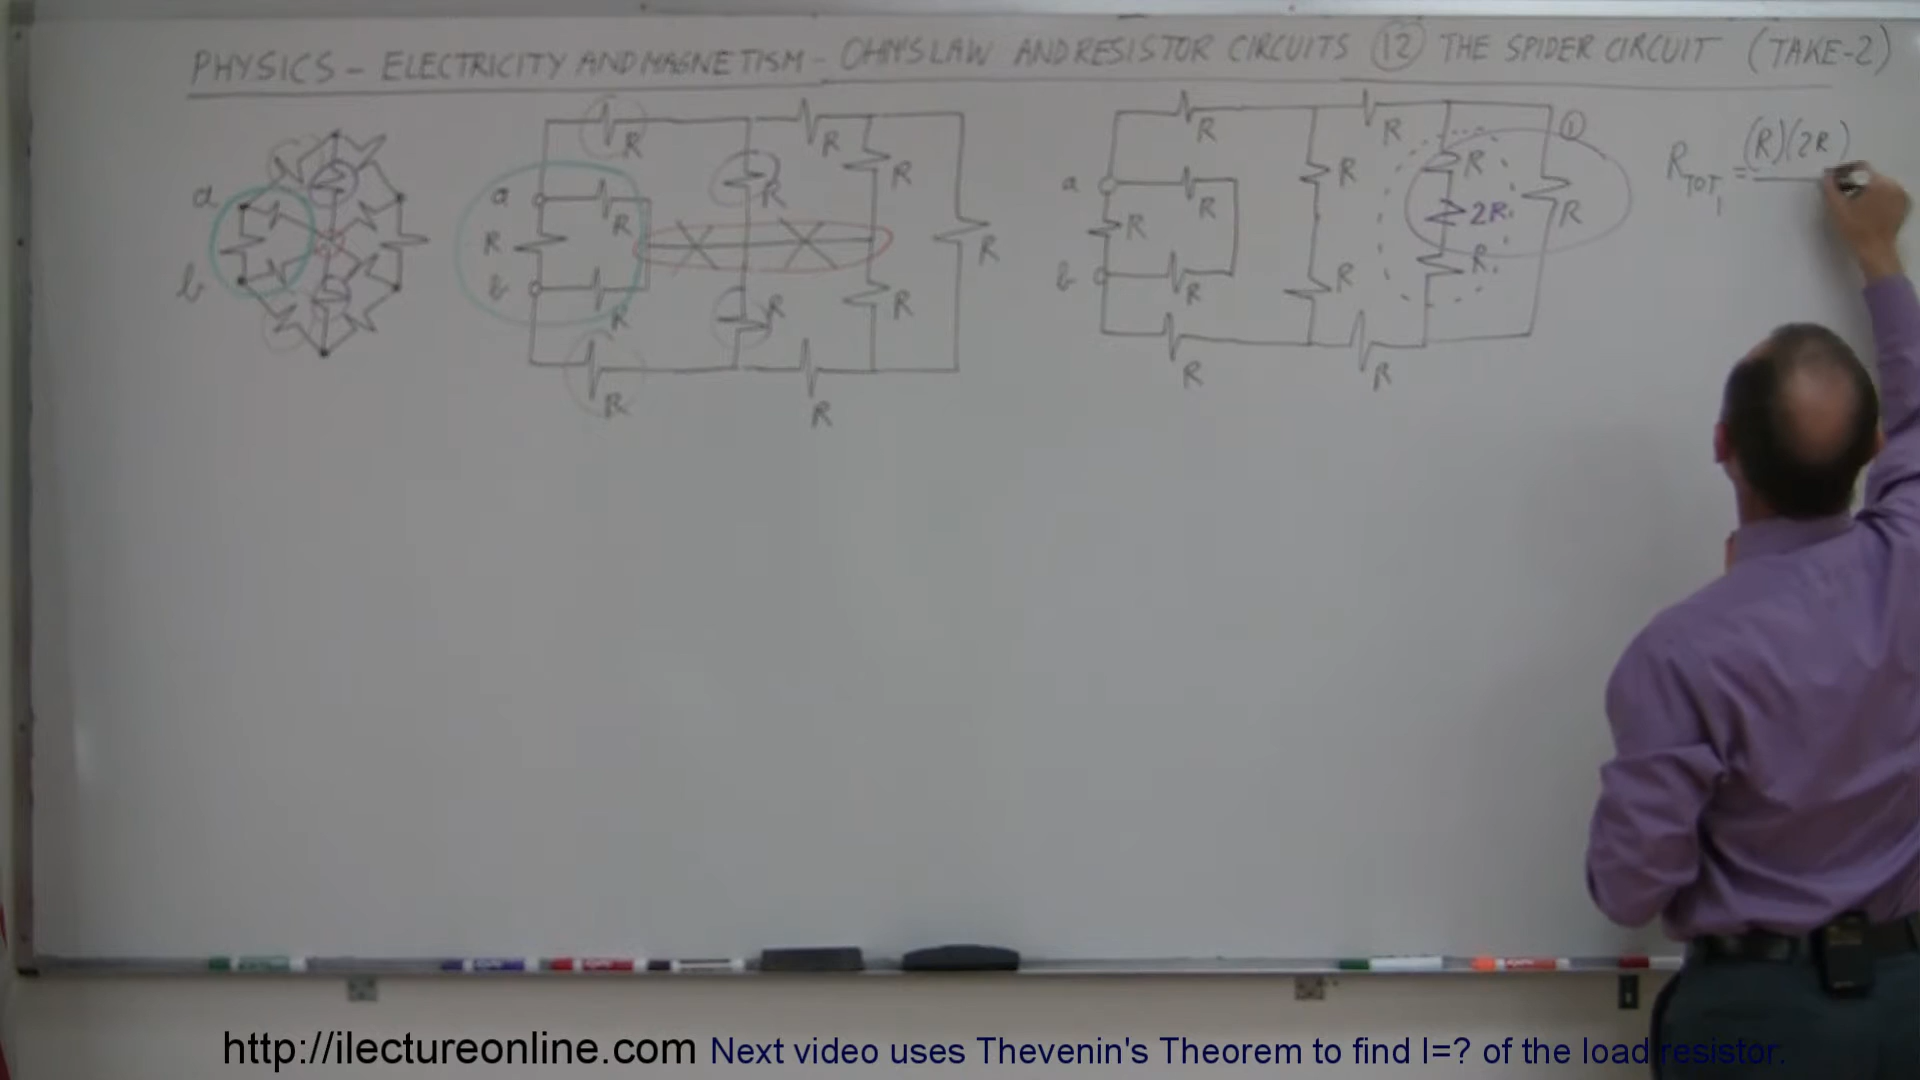 PHYSICS - ELECTRICITY AND MAGNETISM - OHM'S LAW AND RESISTOR CIRCUITS 12 THE SPIDER CIRCUIT (TAKE-2)
a
b
R R R
R
a R R
R
b R R
R R
R R
R R
a R R R
R 2R R
b R R R
R R
1
R_TOT_1 = (R)(2R)
http://ilectureonline.com Next video uses Thevenin's Theorem to find I=? of the load resistor.